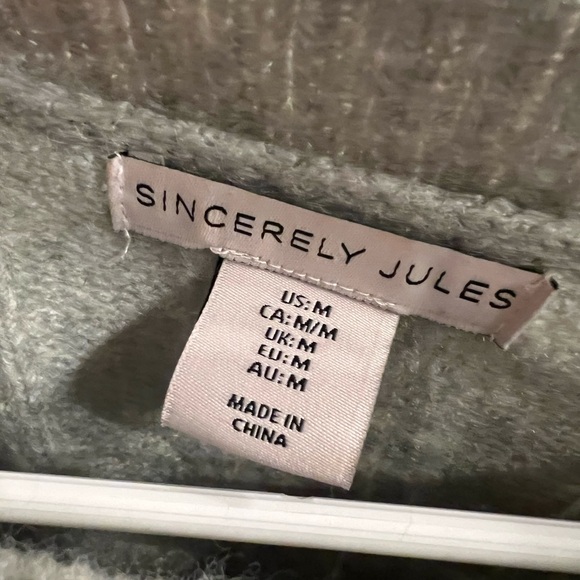 SINCERELY JULES
US: M
CA: M/M
UK: M
EU: M
AU: M
MADE IN
CHINA